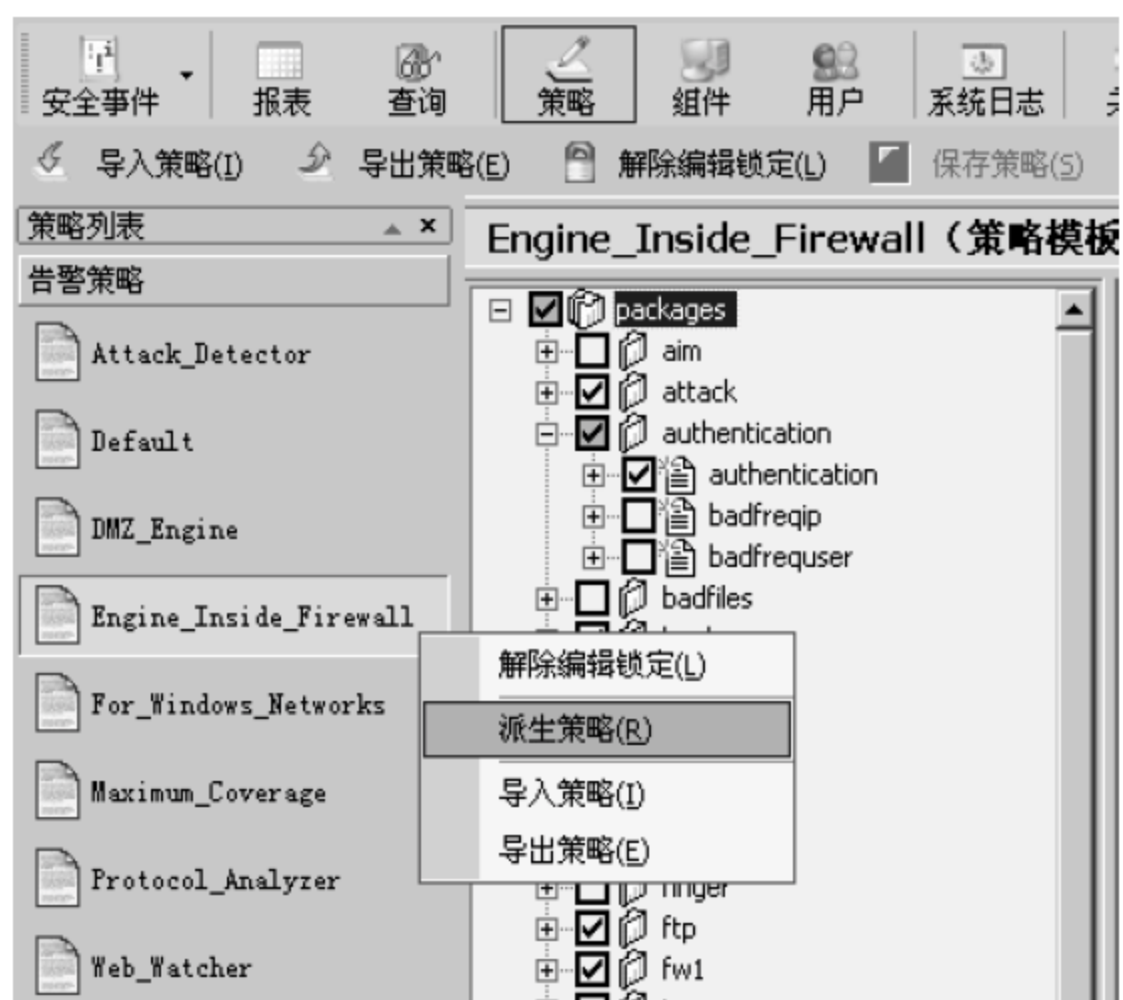 安全事件
报表
查询
策略
组件
用户
系统日志
导入策略(I)
导出策略(E)
解除编辑锁定(L)
保存策略(S)
策略列表
告警策略
Attack_Detector
Default
DMZ_Engine
Engine_Inside_Firewall
For_Windows_Networks
Maximum_Coverage
Protocol_Analyzer
Web_Watcher
Engine_Inside_Firewall（策略模板
packages
aim
attack
authentication
authentication
badfreqip
badfrequser
badfiles
解除编辑锁定(L)
派生策略(R)
导入策略(I)
导出策略(E)
finger
ftp
fw1